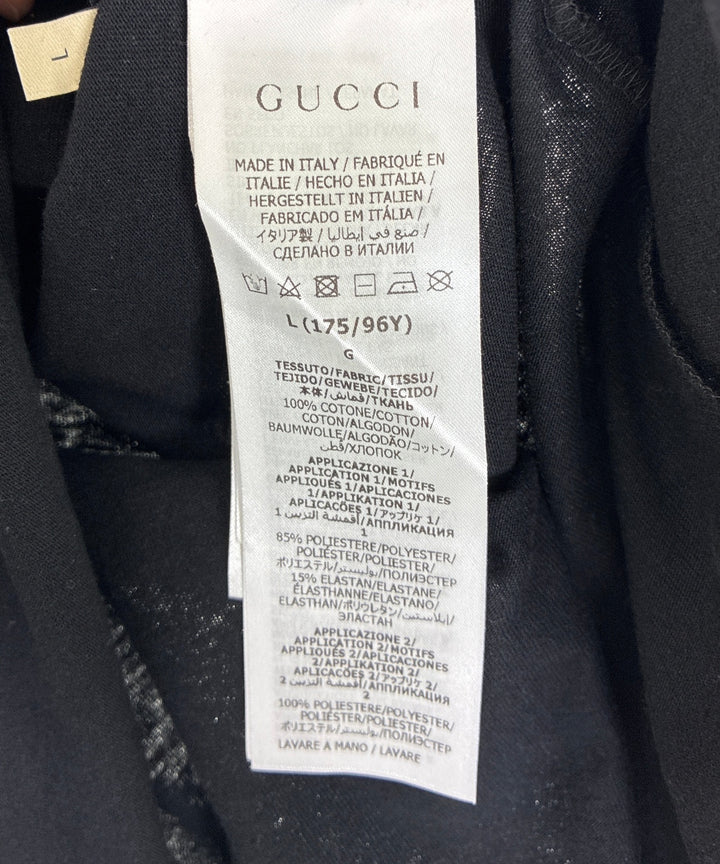 L
GUCCI
MADE IN ITALY / FABRIQUÉ EN
ITALIE / HECHO EN ITALIA /
HERGESTELLT IN ITALIEN /
FABRICADO EM ITÁLIA /
イタリア製 / صنع في إيطاليا /
СДЕЛАНО В ИТАЛИИ
L (175/96Y)
G
TESSUTO/FABRIC/TISSU/
TEJIDO/GEWEBE/TECIDO/
本体/قماش/ТКАНЬ
100% COTONE/COTTON/
COTON/ALGODON/
BAUMWOLLE/ALGODÃO/コットン/
قطن/ХЛОПОК
APPLICAZIONE 1/
APPLICATION 1/MOTIFS
APPLIQUÉS 1/APLICACIONES
1/APPLIKATION 1/
APLICACÕES 1/アップリケ 1/
أقمشة التزيين 1/АППЛИКАЦИЯ
1
85% POLIESTERE/POLYESTER/
POLIÉSTER/POLIESTER/
ポリエステル/بوليستر/ПОЛИЭСТЕР
15% ELASTAN/ELASTANE/
ÉLASTHANNE/ELASTANO/
ELASTHAN/ポリウレタン/إيلاستين/
ЭЛАСТАН
APPLICAZIONE 2/
APPLICATION 2/MOTIFS
APPLIQUÉS 2/APLICACIONES
2/APPLIKATION 2/
APLICACÕES 2/アップリケ 2/
أقمشة التزيين 2/АППЛИКАЦИЯ
2
100% POLIESTERE/POLYESTER/
POLIÉSTER/POLIESTER/
ポリエステル/بوليستر/ПОЛИЭСТЕР
LAVARE A MANO / LAVARE